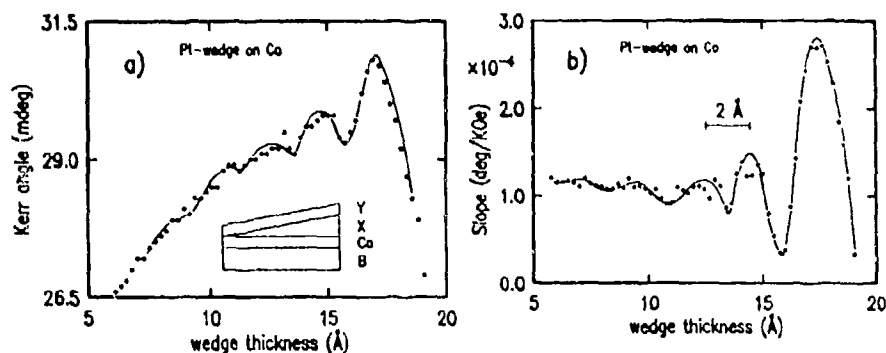 31.5
29.0
26.5
Kerr angle (mdeg)
a)
Pt-wedge on Co
Y
X
Co
B
5
10
15
20
wedge thickness (Å)
3.0
2.0
1.0
0.0
×10⁻⁴
Slope (deg/KOe)
b)
Pt-wedge on Co
2 Å
5
10
15
20
wedge thickness (Å)